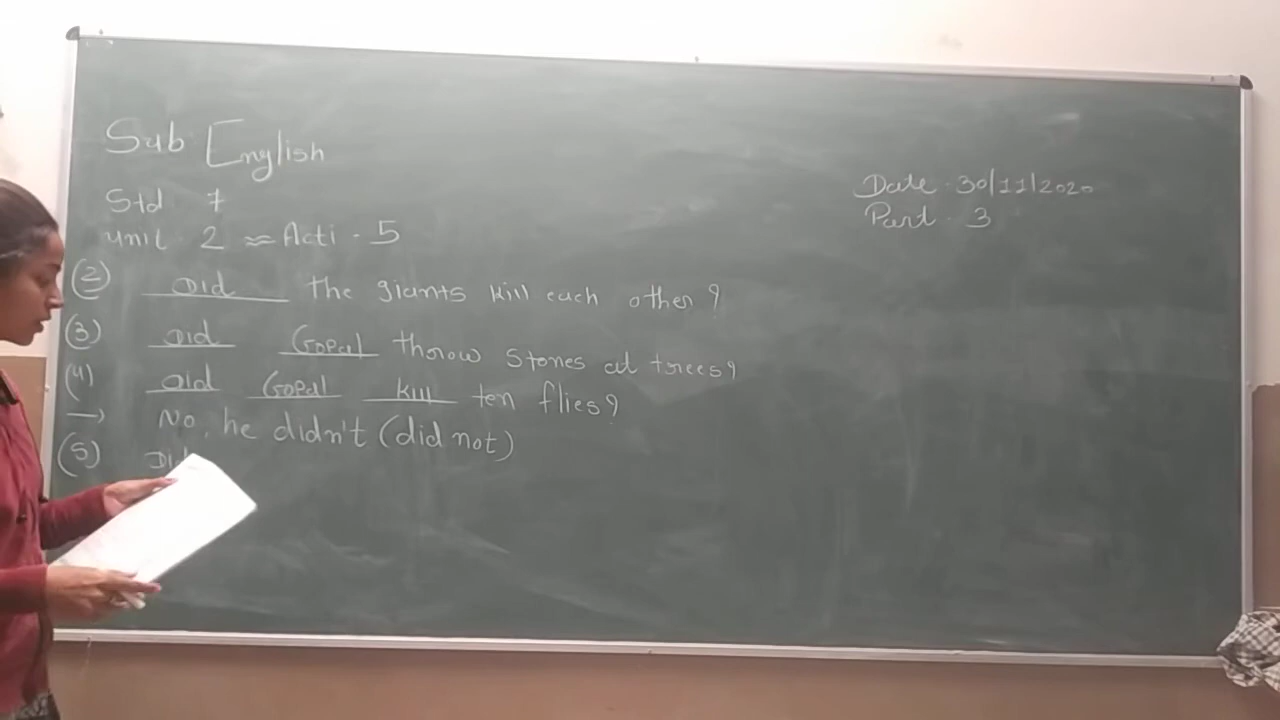 Sub English
Std 7
Date - 30/11/2020
Part - 3
unit - 2 ≈ Acti - 5
(2) Did the giants kill each other?
(3) Did Gopal throw stones at trees?
(4) Did Gopal kill ten flies?
→ No, he didn't (did not)
(5) Did